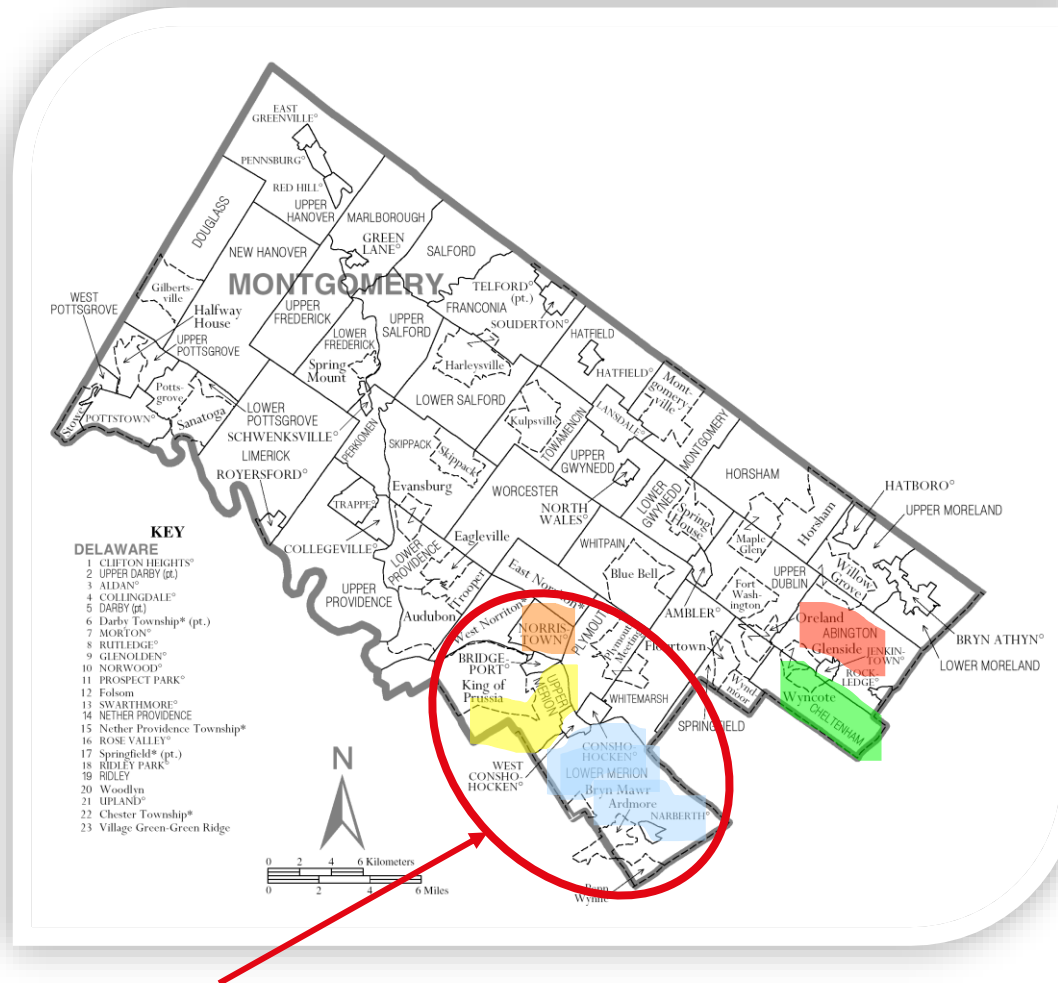 EAST
GREENVILLE°
PENNSBURG°
RED HILL°
UPPER
HANOVER
MARLBOROUGH
DOUGLASS
GREEN
LANE°
SALFORD
NEW HANOVER
MONTGOMERY
TELFORD°
(pt.)
FRANCONIA
SOUDERTON°
Gilberts-
ville
WEST
POTTSGROVE
Halfway
House
UPPER
POTTSGROVE
UPPER
FREDERICK
LOWER
FREDERICK
UPPER
SALFORD
HATFIELD
HATFIELD°
Spring
Mount
Harleysville
Mont-
gomery-
ville
Potts-
grove
Sanatoga
Stowe
POTTSTOWN°
LOWER
POTTSGROVE
SCHWENKSVILLE°
LOWER SALFORD
Kulpsville
TOWAMENCIN
LANSDALE°
MONTGOMERY
LIMERICK
PERKIOMEN
SKIPPACK
Skippack
UPPER
GWYNEDD
HORSHAM
ROYERSFORD°
Evansburg
WORCESTER
NORTH
WALES°
LOWER
GWYNEDD
Spring
House
Horsham
HATBORO°
UPPER MORELAND
TRAPPE°
COLLEGEVILLE°
LOWER
PROVIDENCE
Eagleville
WHITPAIN
Maple
Glen
Willow
Grove
UPPER
PROVIDENCE
Trooper
East Norriton*
Blue Bell
UPPER
DUBLIN
Fort
Wash-
ington
Audubon
West Norriton*
AMBLER°
Oreland
ABINGTON
BRYN ATHYN°
LOWER MORELAND
NORRIS-
TOWN°
PLYMOUTH
Plymouth
Meeting
Flourtown
Glenside
JENKIN-
TOWN°
ROCK-
LEDGE°
BRIDGE-
PORT°
King of
Prussia
UPPER
MERION
WHITEMARSH
Wynd
moor
SPRINGFIELD
Wyncote
CHELTENHAM
CONSHO-
HOCKEN°
WEST
CONSHO-
HOCKEN°
LOWER MERION
Bryn Mawr
Ardmore
NARBERTH°
Penn
Wynne
KEY
DELAWARE
1 CLIFTON HEIGHTS°
2 UPPER DARBY (pt.)
3 ALDAN°
4 COLLINGDALE°
5 DARBY (pt.)
6 Darby Township* (pt.)
7 MORTON°
8 RUTLEDGE°
9 GLENOLDEN°
10 NORWOOD°
11 PROSPECT PARK°
12 Folsom
13 SWARTHMORE°
14 NETHER PROVIDENCE
15 Nether Providence Township*
16 ROSE VALLEY°
17 Springfield* (pt.)
18 RIDLEY PARK°
19 RIDLEY
20 Woodlyn
21 UPLAND°
22 Chester Township*
23 Village Green-Green Ridge
N
0 2 4 6 Kilometers
0 2 4 6 Miles